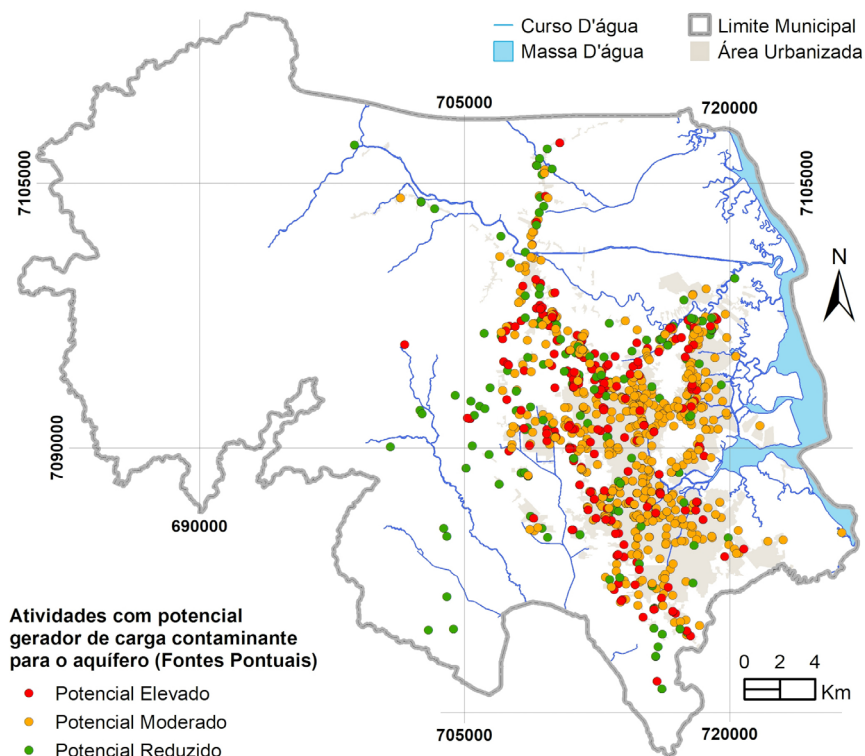 Curso D'água
Massa D'água
Limite Municipal
Área Urbanizada
705000
720000
7105000
7105000
N
7090000
7090000
690000
Atividades com potencial
gerador de carga contaminante
para o aquífero (Fontes Pontuais)
Potencial Elevado
Potencial Moderado
Potencial Reduzido
0 2 4
Km
705000
720000